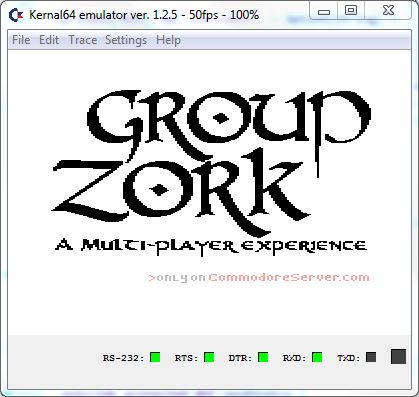 Kernal64 emulator ver. 1.2.5 - 50fps - 100%
File Edit Trace Settings Help
GROUP
ZORK
A Multi-player experience
>only on CommodoreServer.com
RS-232: RTS: DTR: RXD: TXD: